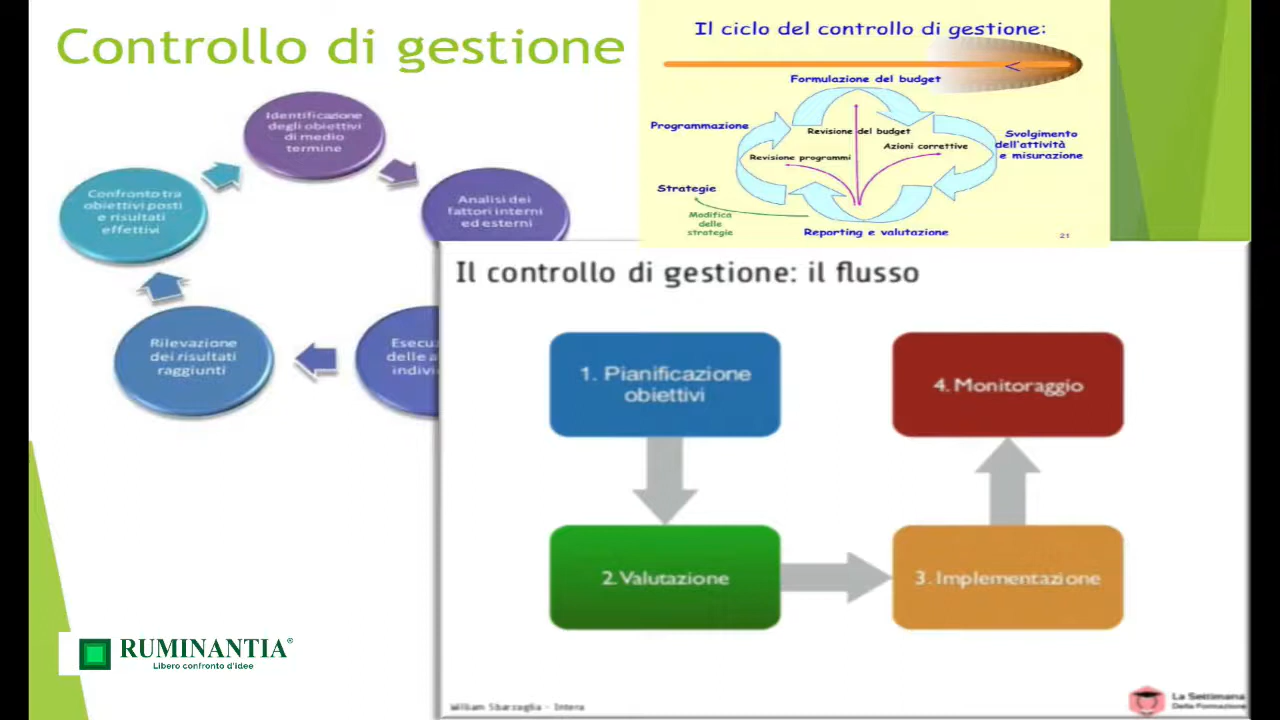 Controllo di gestione
Identificazione
degli obiettivi
di medio
termine
Analisi dei
fattori interni
ed esterni
Rilevazione
dei risultati
raggiunti
Confronto tra
obiettivi posti
e risultati
effettivi
Il ciclo del controllo di gestione:
Formulazione del budget
Programmazione
Revisione del budget
Azioni correttive
Svolgimento
dell'attività
e misurazione
Revisione programmi
Strategie
Modifica
delle
strategie
Reporting e valutazione
21
Il controllo di gestione: il flusso
1. Pianificazione
obiettivi
4. Monitoraggio
2. Valutazione
3. Implementazione
RUMINANTIA®
Libero confronto d'idee
William Sbarzaglia - Intera
La Settimana
Della Formazione